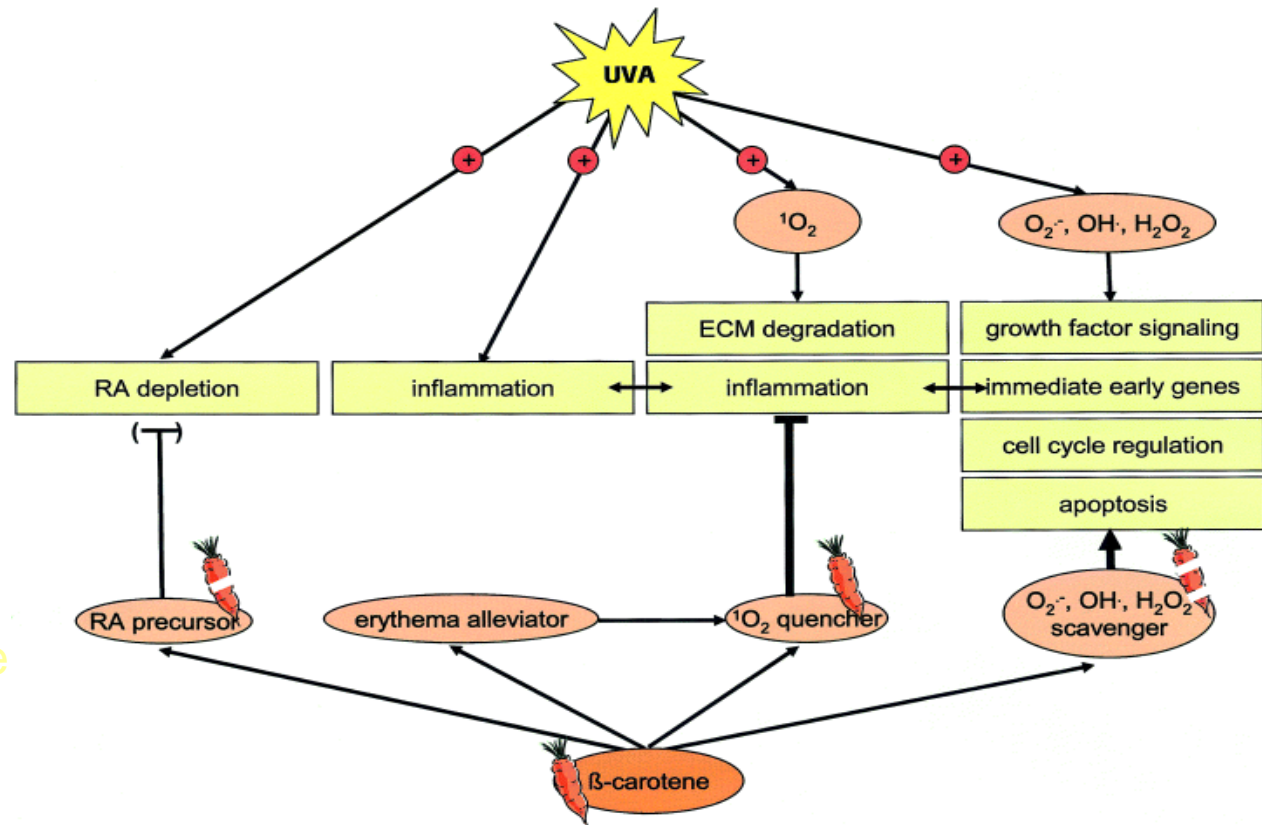 UVA
+
+
+
+
¹O₂
O₂·⁻, OH·, H₂O₂
ECM degradation
growth factor signaling
RA depletion
inflammation
inflammation
immediate early genes
(
)
cell cycle regulation
apoptosis
RA precursor
erythema alleviator
¹O₂ quencher
O₂·⁻, OH·, H₂O₂
scavenger
e
ß-carotene